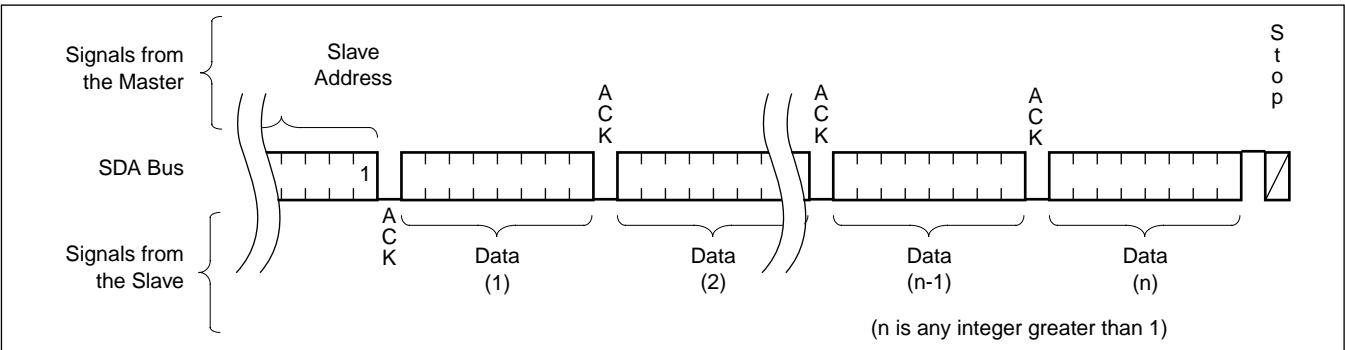 Signals from
the Master
Slave
Address
S
t
o
p
A
C
K
A
C
K
A
C
K
SDA Bus
1
A
C
K
Signals from
the Slave
Data
(1)
Data
(2)
Data
(n-1)
Data
(n)
(n is any integer greater than 1)